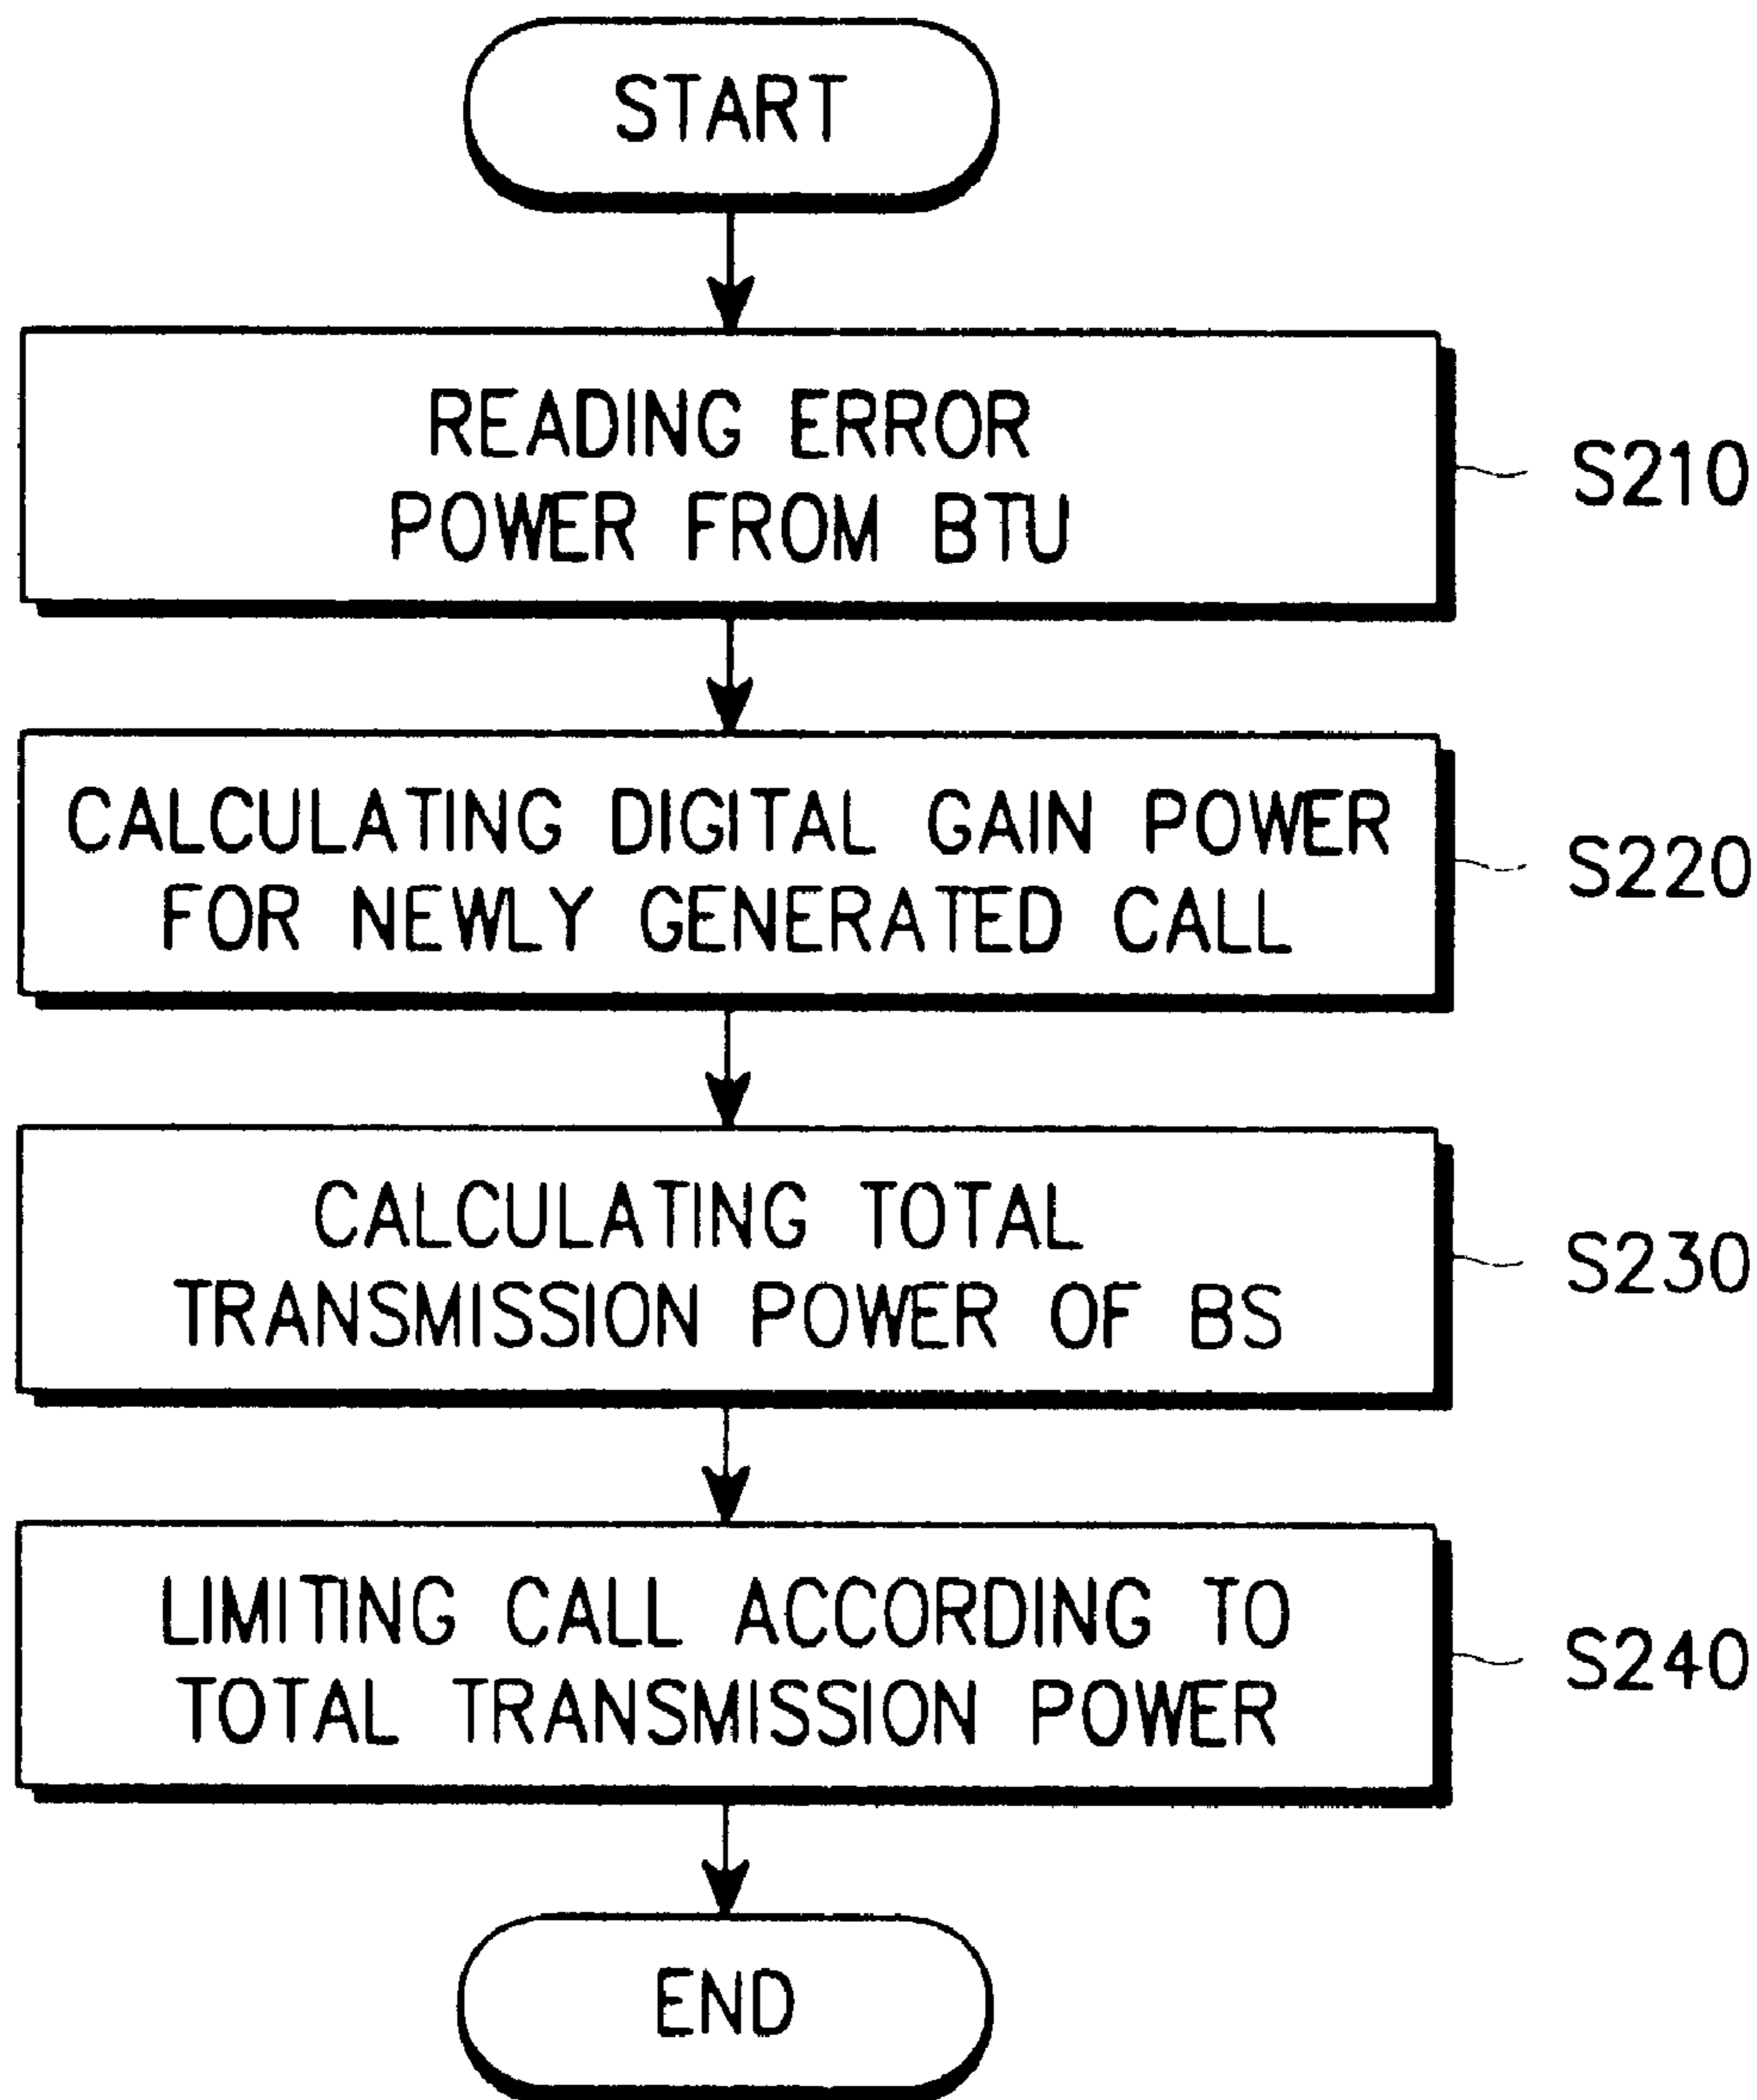 START
READING ERROR
POWER FROM BTU
S210
CALCULATING DIGITAL GAIN POWER
FOR NEWLY GENERATED CALL
S220
CALCULATING TOTAL
TRANSMISSION POWER OF BS
S230
LIMITING CALL ACCORDING TO
TOTAL TRANSMISSION POWER
S240
END